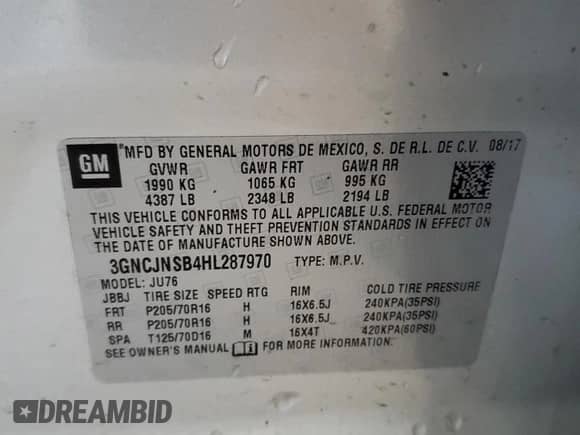 GM
MFD BY GENERAL MOTORS DE MEXICO, S. DE R.L. DE C.V. 08/17
GVWR GAWR FRT GAWR RR
1990 KG 1065 KG 995 KG
4387 LB 2348 LB 2194 LB
THIS VEHICLE CONFORMS TO ALL APPLICABLE U.S. FEDERAL MOTOR
VEHICLE SAFETY AND THEFT PREVENTION STANDARDS IN EFFECT ON
THE DATE OF MANUFACTURE SHOWN ABOVE.
3GNCJNSB4HL287970 TYPE: M.P.V.
MODEL: JU76
JBBJ TIRE SIZE SPEED RTG RIM COLD TIRE PRESSURE
FRT P205/70R16 H 16X6.5J 240KPA(35PSI)
RR P205/70R16 H 16X6.5J 240KPA(35PSI)
SPA T125/70D16 M 16X4T 420KPA(60PSI)
SEE OWNER'S MANUAL FOR MORE INFORMATION.
DREAMBID